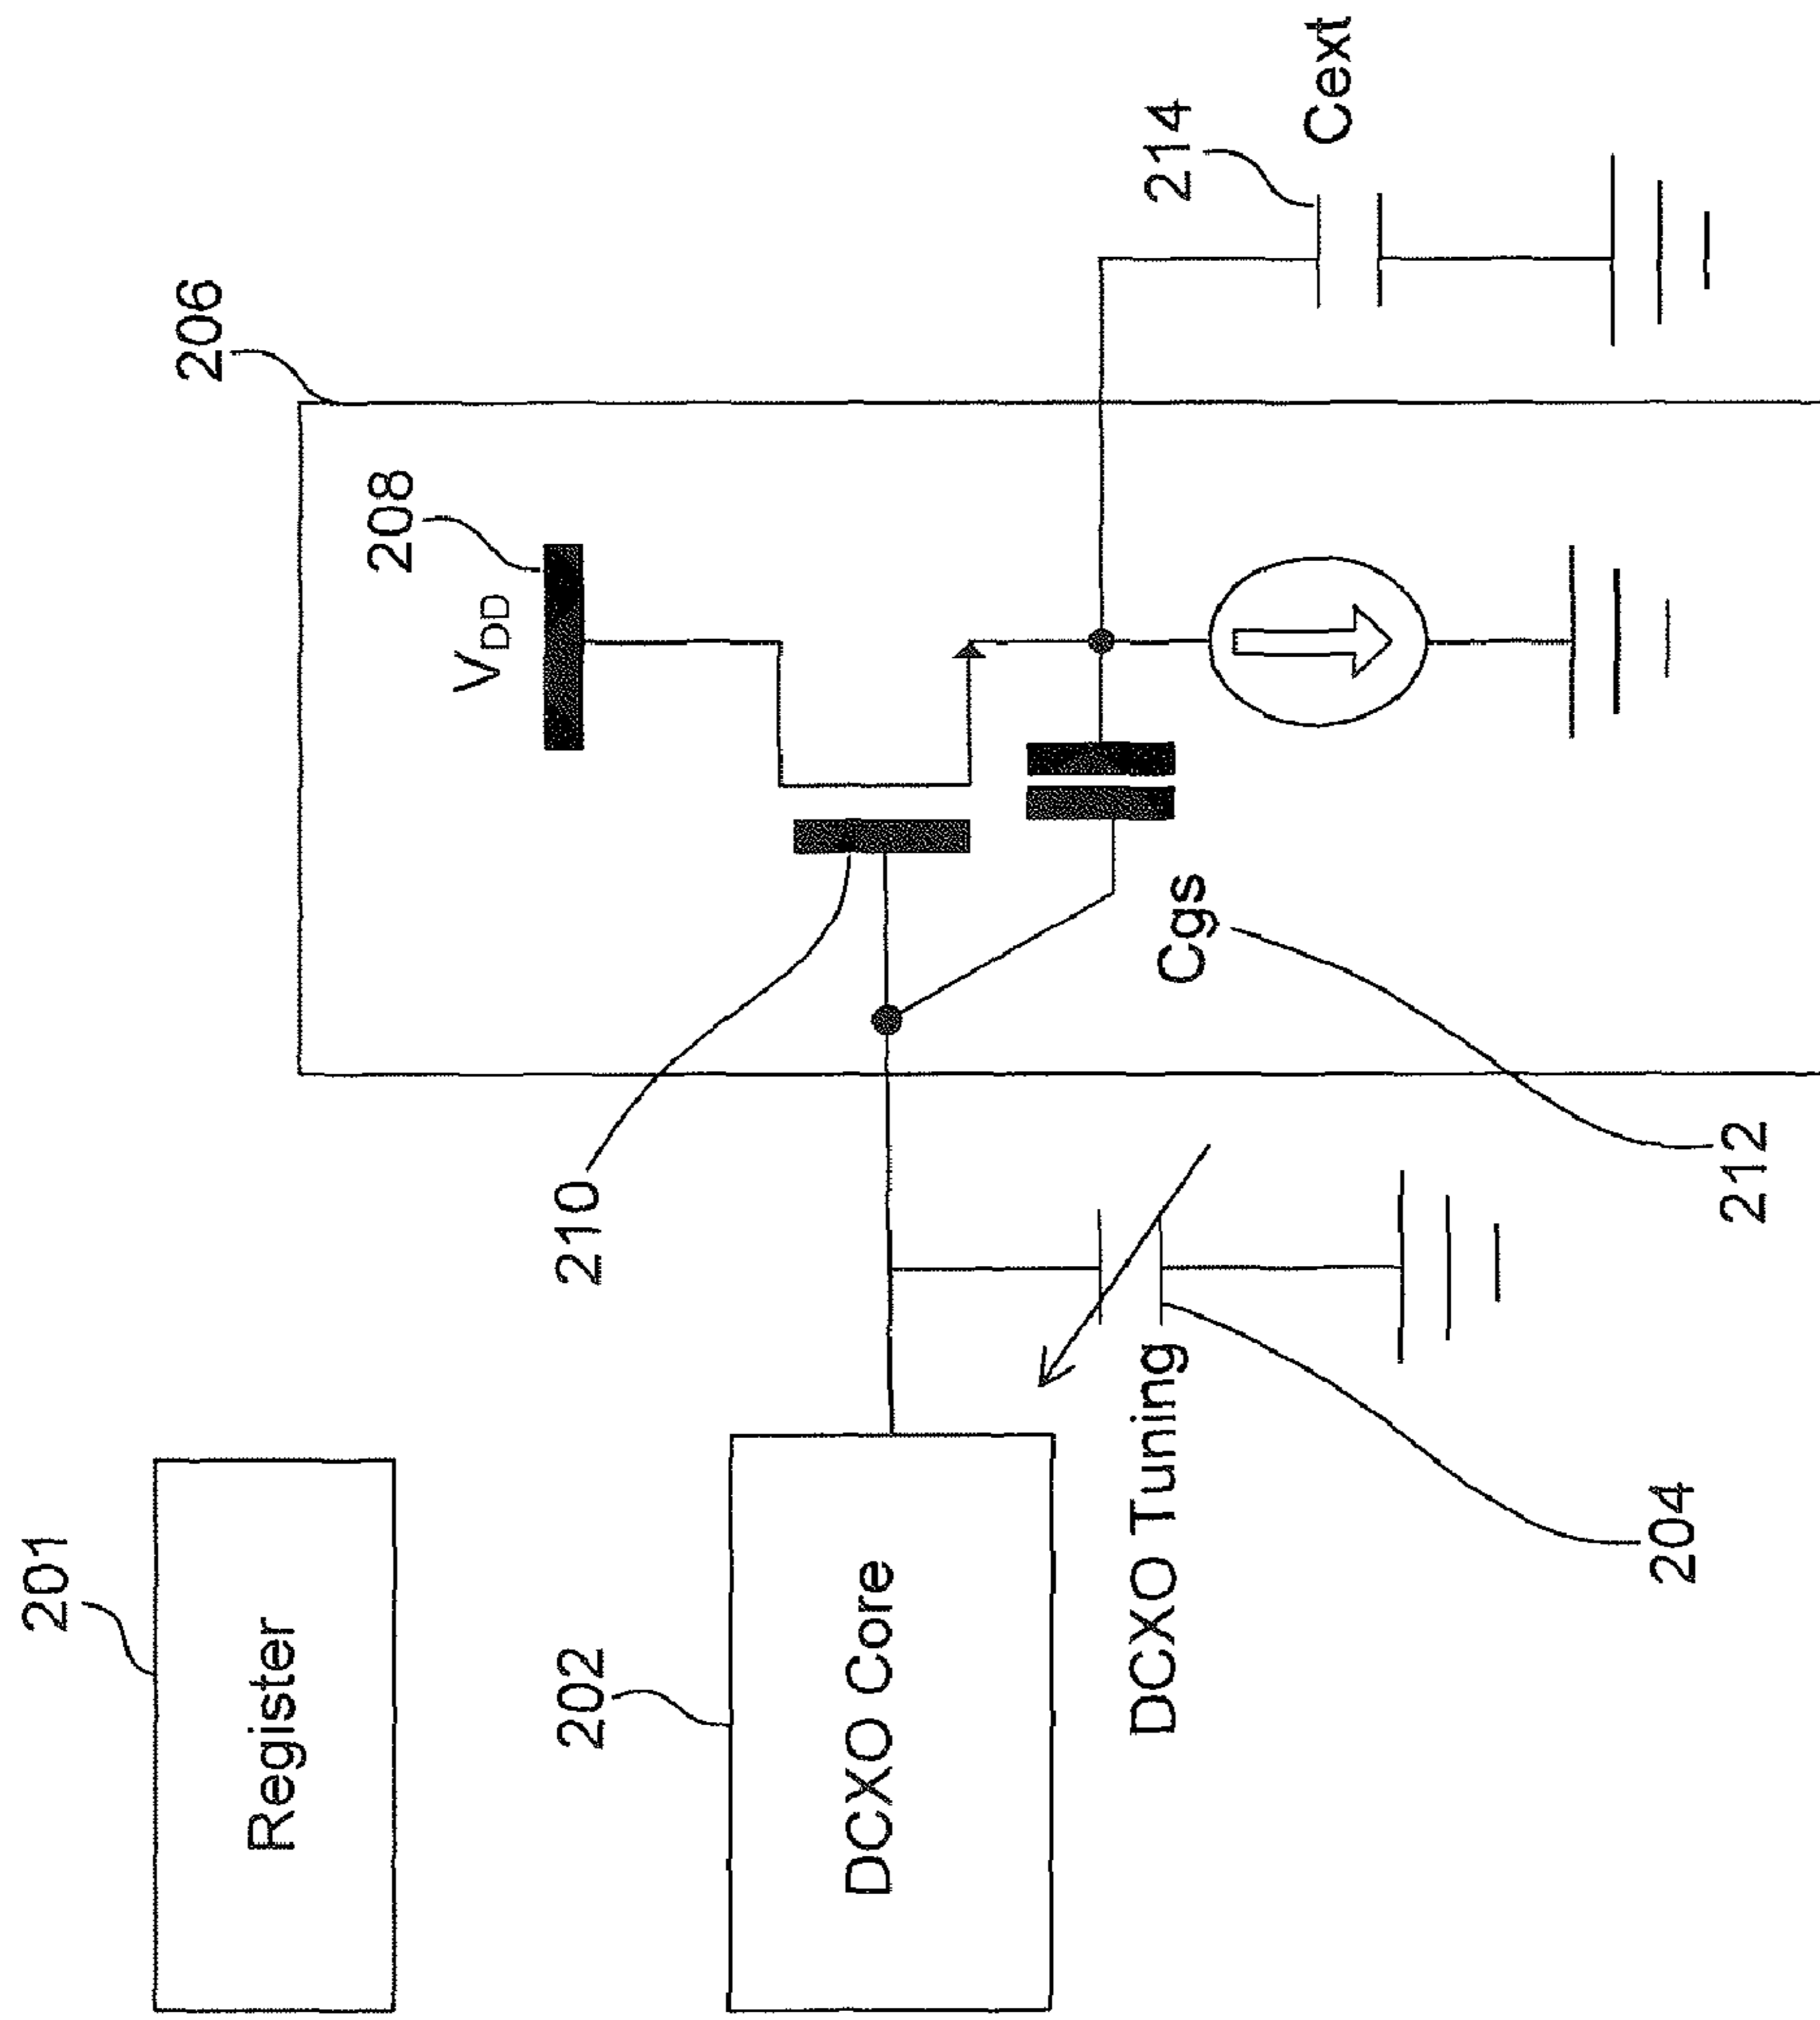 201
Register
202
DCXO Core
DCXO Tuning
204
206
208
VDD
210
Cgs
212
214
Cext